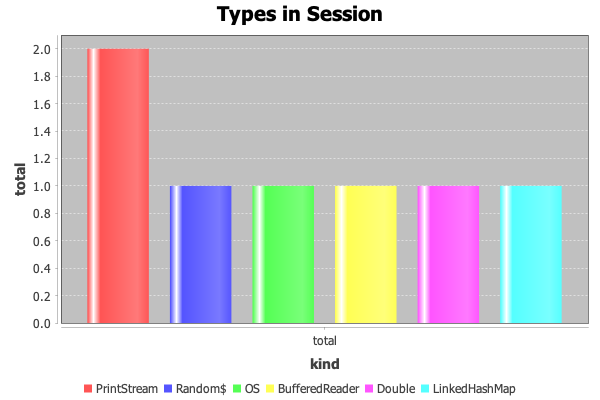 Types in Session
total
2.0
1.8
1.6
1.4
1.2
1.0
0.8
0.6
0.4
0.2
0.0
total
kind
PrintStream Random$ OS BufferedReader Double LinkedHashMap